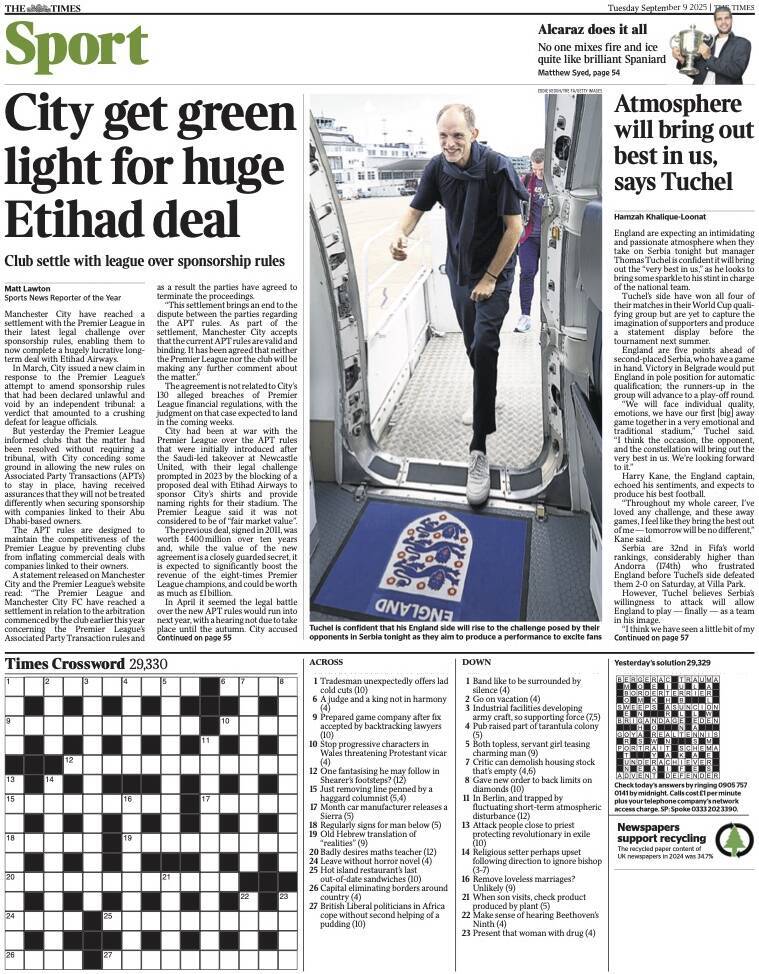 THE TIMES
Tuesday September 9 2025 | THE TIMES
Sport
Alcaraz does it all
No one mixes fire and ice
quite like brilliant Spaniard
Matthew Syed, page 54
City get green
light for huge
Etihad deal
Club settle with league over sponsorship rules
Matt Lawton
Sports News Reporter of the Year
Manchester City have reached a
settlement with the Premier League in
their latest legal challenge over
sponsorship rules, enabling them to
now complete a hugely lucrative long-
term deal with Etihad Airways.
In March, City issued a new claim in
response to the Premier League's
attempt to amend sponsorship rules
that had been declared unlawful and
void by an independent tribunal: a
verdict that amounted to a crushing
defeat for league officials.
But yesterday the Premier League
informed clubs that the matter had
been resolved without requiring a
tribunal, with City conceding some
ground in allowing the new rules on
Associated Party Transactions (APTs)
to stay in place, having received
assurances that they will not be treated
differently when securing sponsorship
with companies linked to their Abu
Dhabi-based owners.
The APT rules are designed to
maintain the competitiveness of the
Premier League by preventing clubs
from inflating commercial deals with
companies linked to their owners.
A statement released on Manchester
City and the Premier League's website
read: "The Premier League and
Manchester City FC have reached a
settlement in relation to the arbitration
commenced by the club earlier this year
concerning the Premier League's
Associated Party Transaction rules and
as a result the parties have agreed to
terminate the proceedings.
"This settlement brings an end to the
dispute between the parties regarding
the APT rules. As part of the
settlement, Manchester City accepts
that the current APT rules are valid and
binding. It has been agreed that neither
the Premier League nor the club will be
making any further comment about
the matter."
The agreement is not related to City's
130 alleged breaches of Premier
League financial regulations, with the
judgment on that case expected to land
in the coming weeks.
City had been at war with the
Premier League over the APT rules
that were initially introduced after
the Saudi-led takeover at Newcastle
United, with their legal challenge
prompted in 2023 by the blocking of a
proposed deal with Etihad Airways to
sponsor City's shirts and provide
naming rights for their stadium. The
Premier League said it was not
considered to be of "fair market value".
The previous deal, signed in 2011, was
worth £400million over ten years
and, while the value of the new
agreement is a closely guarded secret, it
is expected to significantly boost the
revenue of the eight-times Premier
League champions, and could be worth
as much as £1billion.
In April it seemed the legal battle
over the new APT rules would run into
next year, with a hearing not due to take
place until the autumn. City accused
Continued on page 55
ENGLAND
Tuchel is confident that his England side will rise to the challenge posed by their
opponents in Serbia tonight as they aim to produce a performance to excite fans
Atmosphere
will bring out
best in us,
says Tuchel
Hamzah Khalique-Loonat
England are expecting an intimidating
and passionate atmosphere when they
take on Serbia tonight but manager
Thomas Tuchel is confident it will bring
out the "very best in us," as he looks to
bring some sparkle to his stint in charge
of the national team.
Tuchel's side have won all four of
their matches in their World Cup quali-
fying group but are yet to capture the
imagination of supporters and produce
a statement display before the
tournament next summer.
England are five points ahead of
second-placed Serbia, who have a game
in hand. Victory in Belgrade would put
England in pole position for automatic
qualification; the runners-up in the
group will advance to a play-off round.
"We will face individual quality,
emotions, we have our first [big] away
game together in a very emotional and
traditional stadium," Tuchel said.
"I think the occasion, the opponent,
and the constellation will bring out the
very best in us. We're looking forward
to it."
Harry Kane, the England captain,
echoed his sentiments, and expects to
produce his best football.
"Throughout my whole career, I've
loved any challenge, and these away
games, I feel like they bring the best out
of me — tomorrow will be no different,"
Kane said.
Serbia are 32nd in Fifa's world
rankings, considerably higher than
Andorra (174th) who frustrated
England before Tuchel's side defeated
them 2-0 on Saturday, at Villa Park.
However, Tuchel believes Serbia's
willingness to attack will allow
England to play — finally — as a team
in his image.
"I think we have seen a little bit of my
Continued on page 57
Times Crossword 29,330
1 2 3 4 5 6 7 8
9 10
11
12
13 14
15 16 17
18 19
20 21
22 23
24 25
26 27
ACROSS
1 Tradesman unexpectedly offers lad
cold cuts (10)
6 A judge and a king not in harmony
(4)
9 Prepared game company after fix
accepted by backtracking lawyers
(10)
10 Stop progressive characters in
Wales threatening Protestant vicar
(4)
12 One fantasising he may follow in
Shearer's footsteps? (12)
15 Just removing line penned by a
haggard columnist (5,4)
17 Month car manufacturer releases a
Sierra (5)
18 Regularly signs for man below (5)
19 Old Hebrew translation of
"realities" (9)
20 Badly desires maths teacher (12)
24 Leave without horror novel (4)
25 Hot island restaurant's last
out-of-date sandwiches (10)
26 Capital eliminating borders around
country (4)
27 British Liberal politicians in Africa
cope without second helping of a
pudding (10)
DOWN
1 Band like to be surrounded by
silence (4)
2 Go on vacation (4)
3 Industrial facilities developing
tiny craft, so supporting force (7,5)
4 Pub raised part of tarantula colony
(5)
5 Both topless, servant girl teasing
charming man (9)
7 Critic can demolish housing stock
that's empty (4,6)
8 Gave new order to back limits on
diamonds (10)
11 In Berlin, and trapped by
fluctuating short-term atmospheric
disturbance (12)
13 Attack people close to priest
protecting revolutionary in exile
(10)
14 Religious setter perhaps upset
following direction to ignore bishop
(3-7)
16 Remove loveless marriages?
Unlikely (9)
21 When son visits, check product
produced by plant (5)
22 Make sense of hearing Beethoven's
Ninth (4)
23 Present that woman with drug (4)
Yesterday's solution 29,329
BERGERAC TRAUMA
BORDERTERRIER
SWEEPS ASUNCION
BRIGANDAGE EDEN
GOYA REALTENNIS
PORTRAIT SCHEMA
UNDERACHIEVER
ADVENT DEFENDER
Check today's answers by ringing 0905 757
0141 by midnight. Calls cost £1 per minute
plus your telephone company's network
access charge. SP: Spoke 0333 202 3390.
Newspapers
support recycling
The recycled paper content of
UK newspapers in 2024 was 34.7%